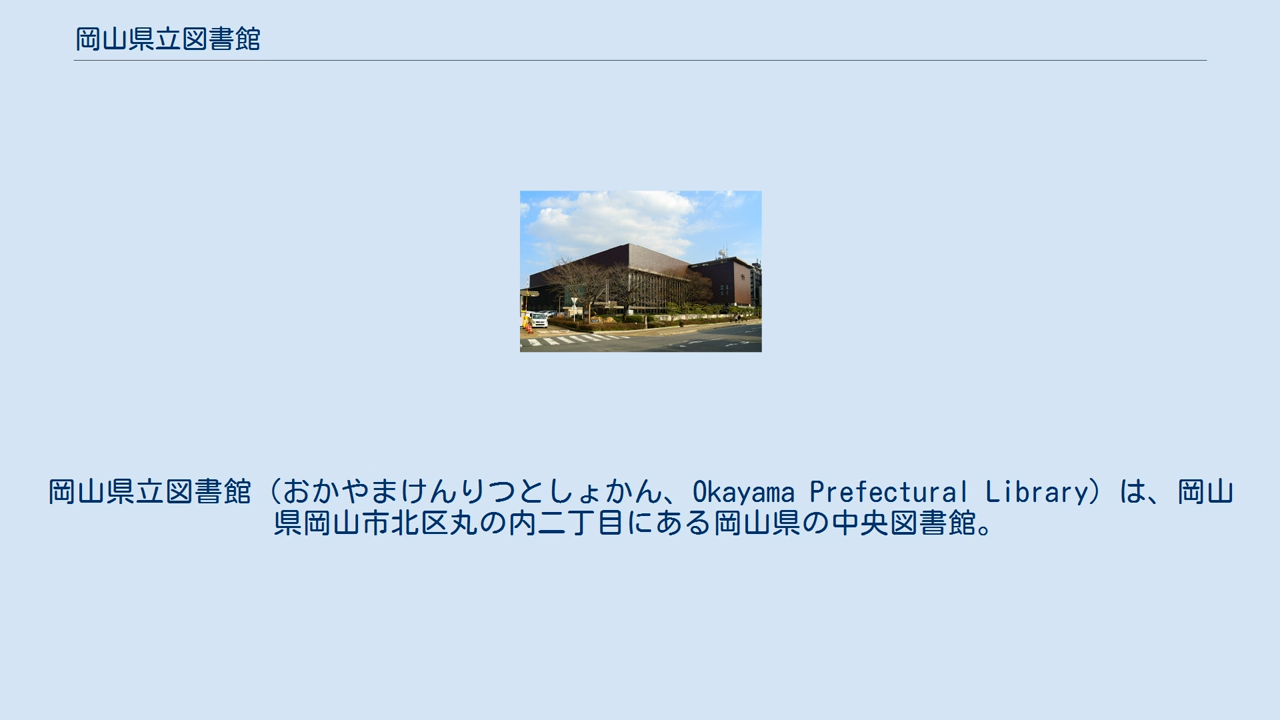 岡山県立図書館
岡山県立図書館（おかやまけんりつとしょかん、Okayama Prefectural Library）は、岡山
県岡山市北区丸の内二丁目にある岡山県の中央図書館。